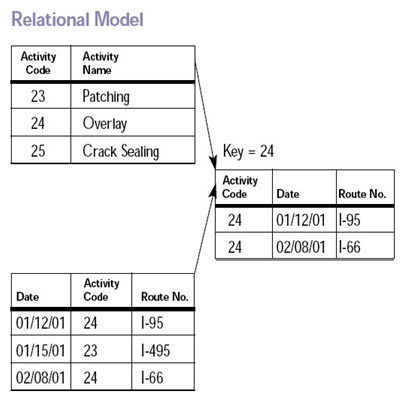 Relational Model
Activity Code Activity Name
23 Patching
24 Overlay
25 Crack Sealing
Key = 24
Activity Code Date Route No.
24 01/12/01 I-95
24 02/08/01 I-66
Date Activity Code Route No.
01/12/01 24 I-95
01/15/01 23 I-495
02/08/01 24 I-66